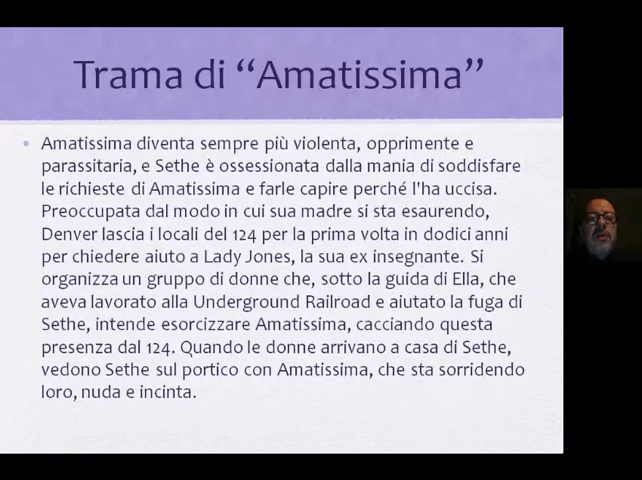 Trama di “Amatissima”
• Amatissima diventa sempre più violenta, opprimente e
parassitaria, e Sethe è ossessionata dalla mania di soddisfare
le richieste di Amatissima e farle capire perché l'ha uccisa.
Preoccupata dal modo in cui sua madre si sta esaurendo,
Denver lascia i locali del 124 per la prima volta in dodici anni
per chiedere aiuto a Lady Jones, la sua ex insegnante. Si
organizza un gruppo di donne che, sotto la guida di Ella, che
aveva lavorato alla Underground Railroad e aiutato la fuga di
Sethe, intende esorcizzare Amatissima, cacciando questa
presenza dal 124. Quando le donne arrivano a casa di Sethe,
vedono Sethe sul portico con Amatissima, che sta sorridendo
loro, nuda e incinta.